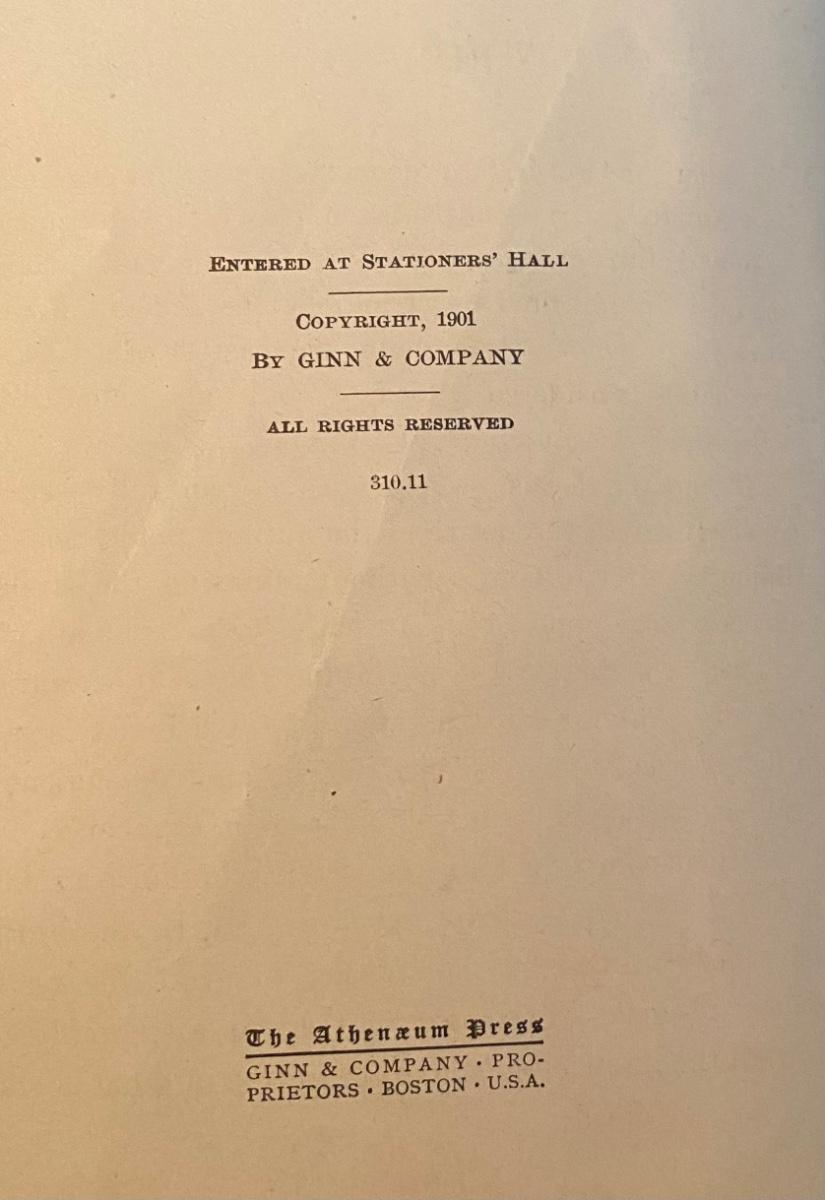 ENTERED AT STATIONERS' HALL
COPYRIGHT, 1901
BY GINN & COMPANY
ALL RIGHTS RESERVED
310.11
The Athenæum Press
GINN & COMPANY · PRO-
PRIETORS · BOSTON · U.S.A.